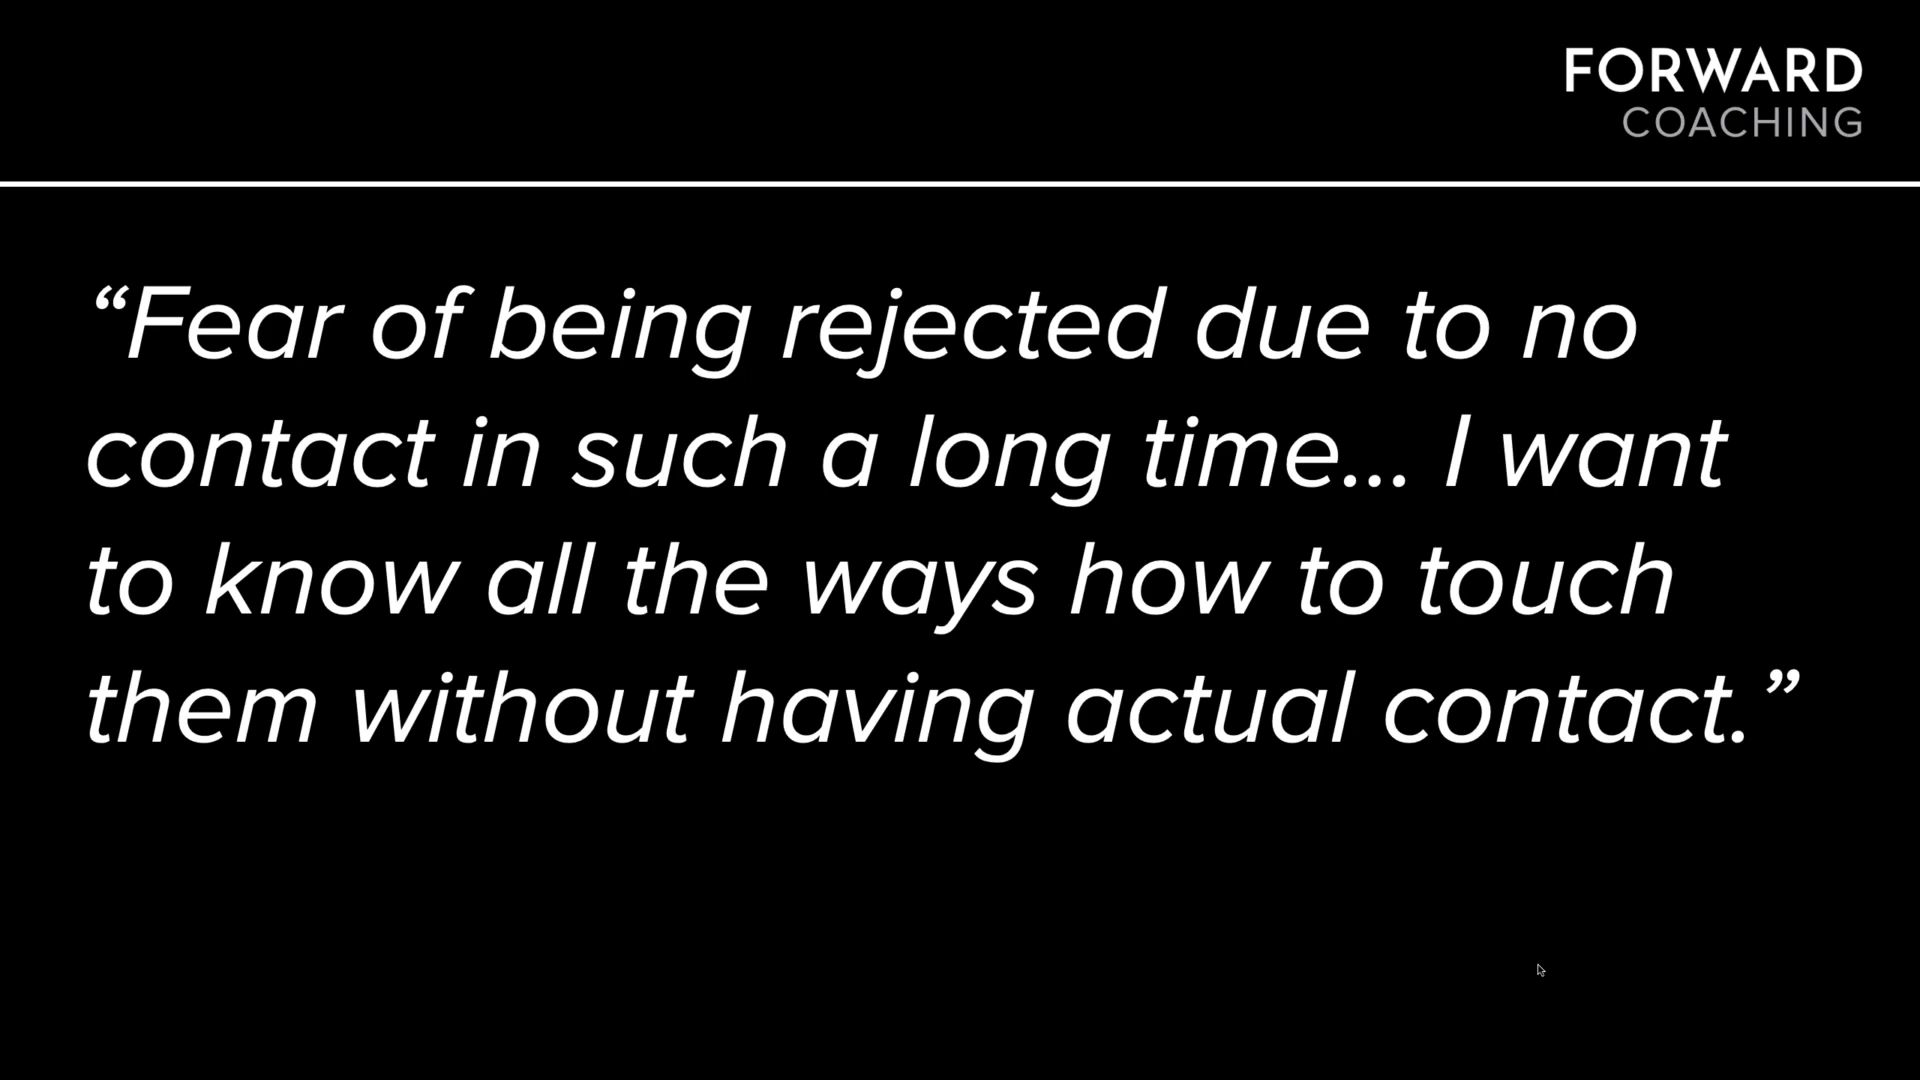 FORWARD
COACHING
“Fear of being rejected due to no
contact in such a long time... I want
to know all the ways how to touch
them without having actual contact.”